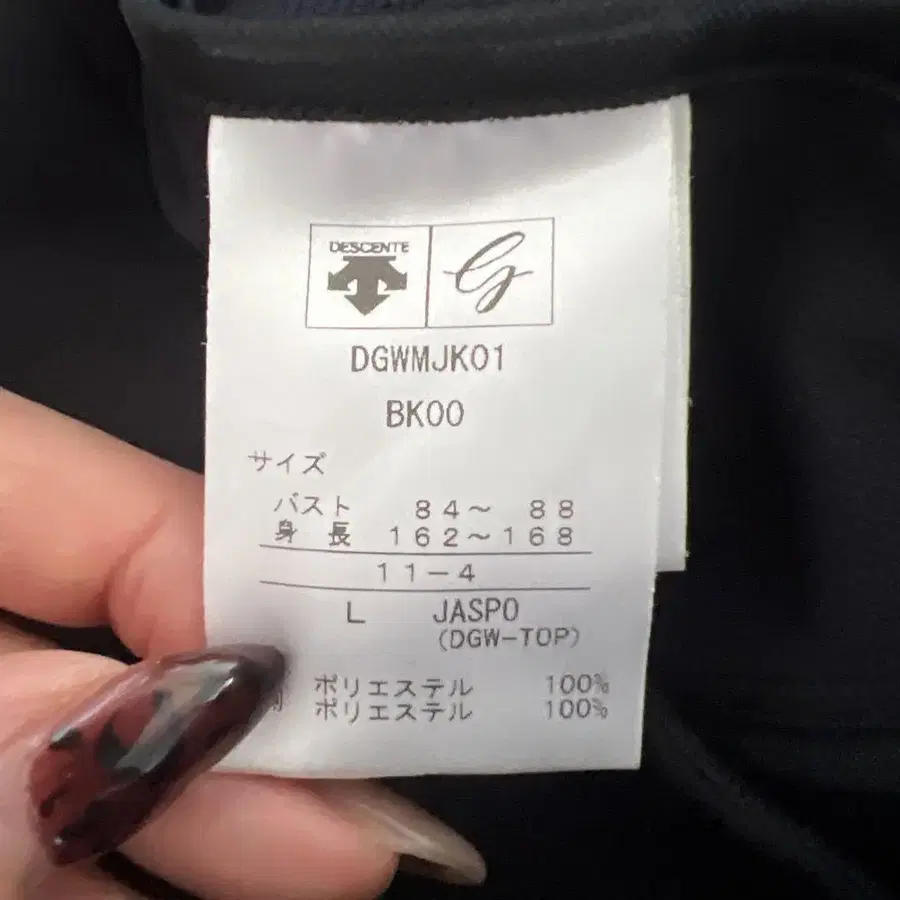 DESCENTE
G
DGWMJK01
BK00
サイズ
バスト 84～ 88
身 長 162～168
11-4
L JASPO
(DGW-TOP)
ポリエステル 100%
ポリエステル 100%